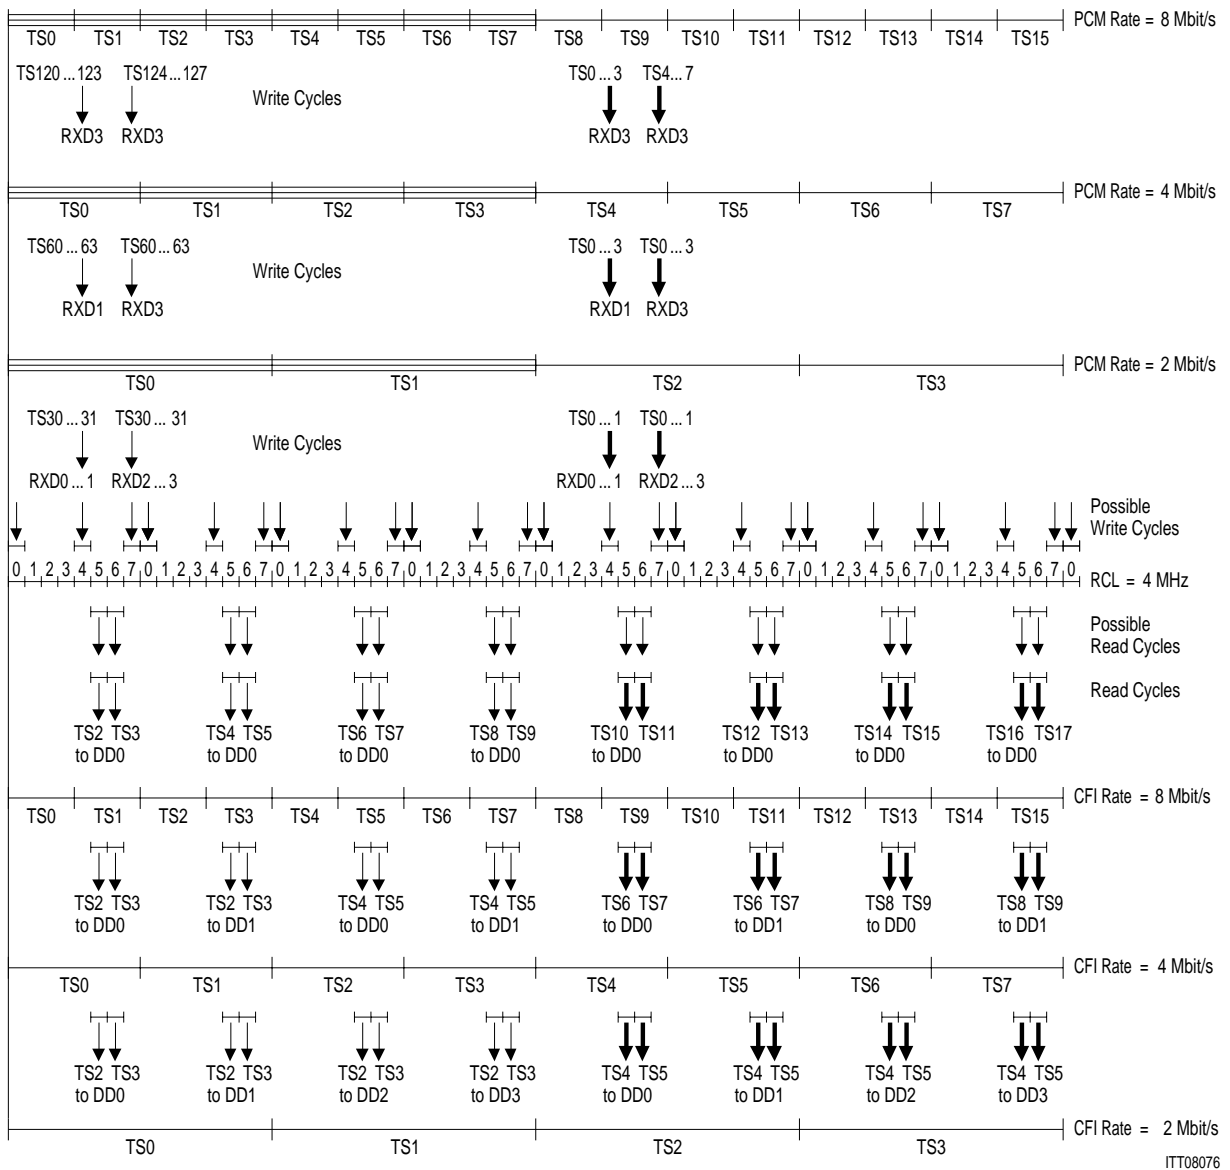 PCM Rate = 8 Mbit/s
TS0 TS1 TS2 TS3 TS4 TS5 TS6 TS7 TS8 TS9 TS10 TS11 TS12 TS13 TS14 TS15
TS120 ... 123 TS124 ... 127 TS0 ... 3 TS4 ... 7
Write Cycles
RXD3 RXD3 RXD3 RXD3
PCM Rate = 4 Mbit/s
TS0 TS1 TS2 TS3 TS4 TS5 TS6 TS7
TS60 ... 63 TS60 ... 63 TS0 ... 3 TS0 ... 3
Write Cycles
RXD1 RXD3 RXD1 RXD3
PCM Rate = 2 Mbit/s
TS0 TS1 TS2 TS3
TS30 ... 31 TS30 ... 31 TS0 ... 1 TS0 ... 1
Write Cycles
RXD0 ... 1 RXD2 ... 3 RXD0 ... 1 RXD2 ... 3
Possible
Write Cycles
0 1 2 3 4 5 6 7 0 1 2 3 4 5 6 7 0 1 2 3 4 5 6 7 0 1 2 3 4 5 6 7 0 1 2 3 4 5 6 7 0 1 2 3 4 5 6 7 0 1 2 3 4 5 6 7 0 1 2 3 4 5 6 7 0
RCL = 4 MHz
Possible
Read Cycles
Read Cycles
TS2 TS3 TS4 TS5 TS6 TS7 TS8 TS9 TS10 TS11 TS12 TS13 TS14 TS15 TS16 TS17
to DD0 to DD0 to DD0 to DD0 to DD0 to DD0 to DD0 to DD0
CFI Rate = 8 Mbit/s
TS0 TS1 TS2 TS3 TS4 TS5 TS6 TS7 TS8 TS9 TS10 TS11 TS12 TS13 TS14 TS15
TS2 TS3 TS2 TS3 TS4 TS5 TS4 TS5 TS6 TS7 TS6 TS7 TS8 TS9 TS8 TS9
to DD0 to DD1 to DD0 to DD1 to DD0 to DD1 to DD0 to DD1
CFI Rate = 4 Mbit/s
TS0 TS1 TS2 TS3 TS4 TS5 TS6 TS7
TS2 TS3 TS2 TS3 TS2 TS3 TS2 TS3 TS4 TS5 TS4 TS5 TS4 TS5 TS4 TS5
to DD0 to DD1 to DD2 to DD3 to DD0 to DD1 to DD2 to DD3
CFI Rate = 2 Mbit/s
TS0 TS1 TS2 TS3
ITT08076